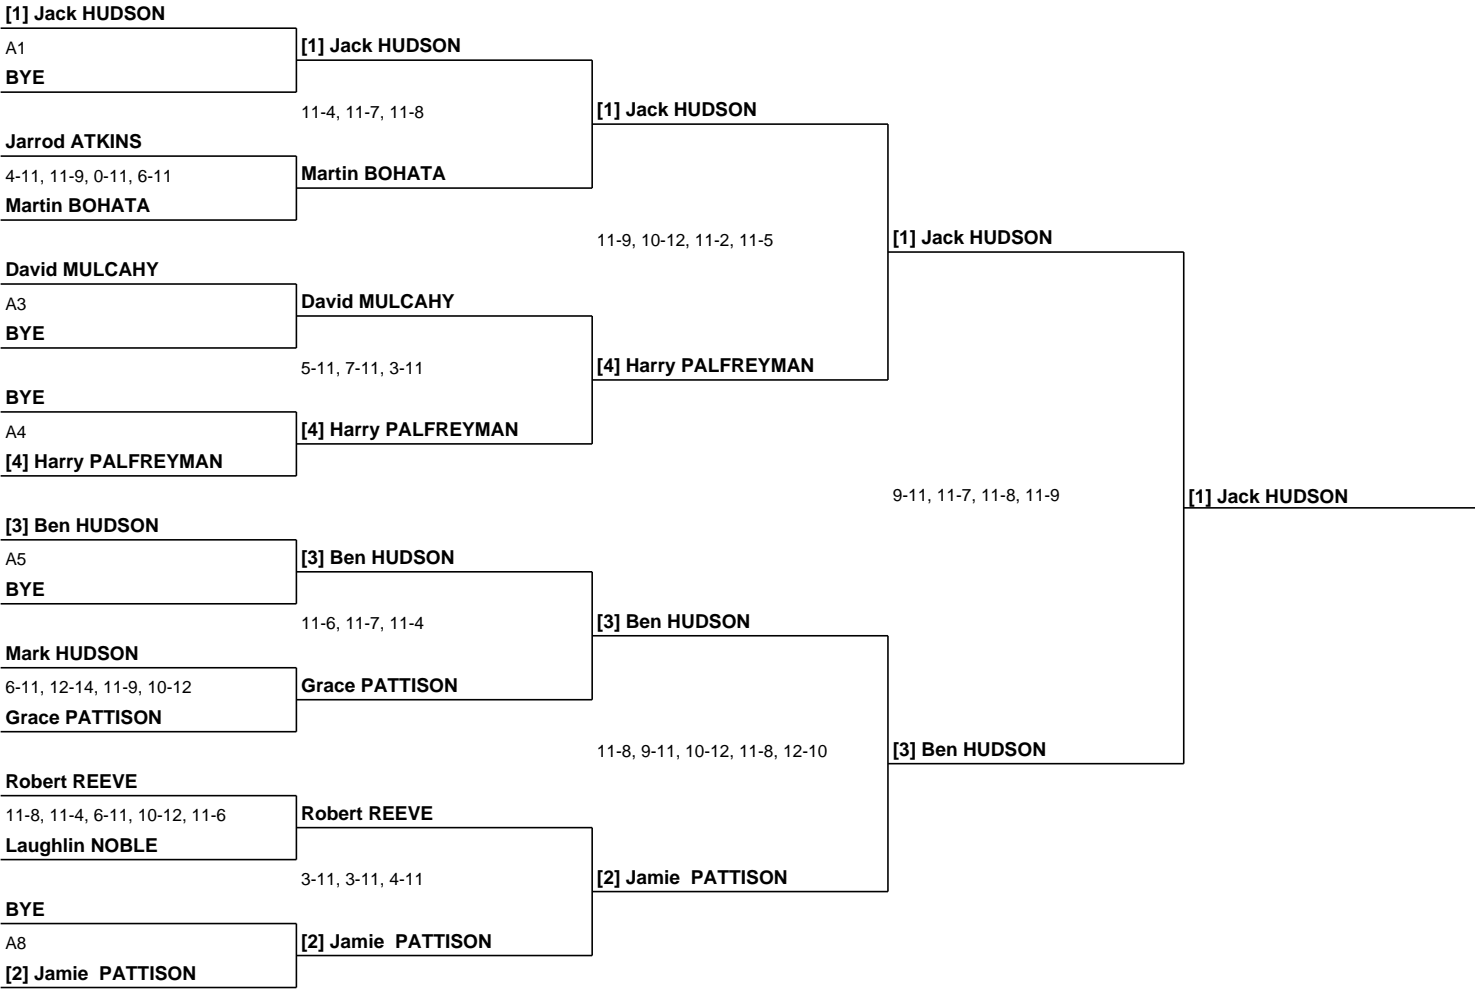 [1] Jack HUDSON
A1
BYE
Jarrod ATKINS
4-11, 11-9, 0-11, 6-11
Martin BOHATA
David MULCAHY
A3
BYE
BYE
A4
[4] Harry PALFREYMAN
[3] Ben HUDSON
A5
BYE
Mark HUDSON
6-11, 12-14, 11-9, 10-12
Grace PATTISON
Robert REEVE
11-8, 11-4, 6-11, 10-12, 11-6
Laughlin NOBLE
BYE
A8
[2] Jamie  PATTISON
[1] Jack HUDSON
11-4, 11-7, 11-8
Martin BOHATA
David MULCAHY
5-11, 7-11, 3-11
[4] Harry PALFREYMAN
[3] Ben HUDSON
11-6, 11-7, 11-4
Grace PATTISON
Robert REEVE
3-11, 3-11, 4-11
[2] Jamie  PATTISON
[1] Jack HUDSON
11-9, 10-12, 11-2, 11-5
[4] Harry PALFREYMAN
[3] Ben HUDSON
11-8, 9-11, 10-12, 11-8, 12-10
[2] Jamie  PATTISON
[1] Jack HUDSON
9-11, 11-7, 11-8, 11-9
[3] Ben HUDSON
[1] Jack HUDSON